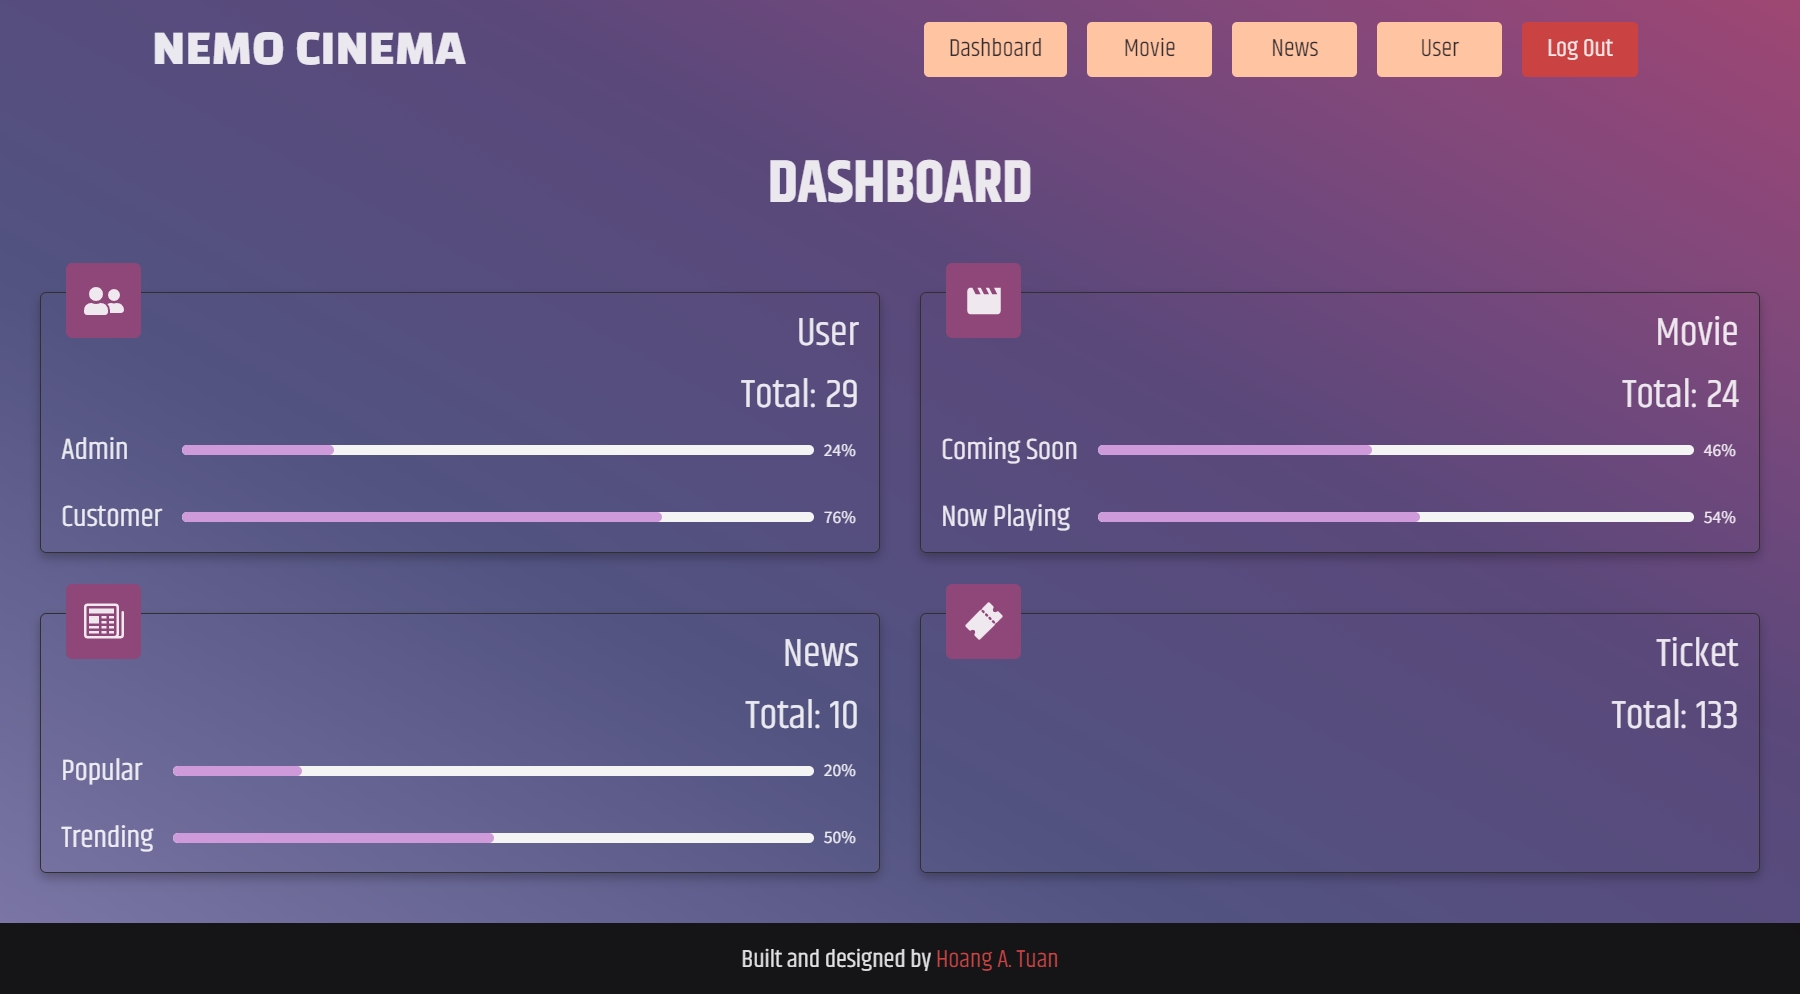 NEMO CINEMA
Dashboard
Movie
News
User
Log Out
DASHBOARD
User
Total: 29
Admin 24%
Customer 76%
Movie
Total: 24
Coming Soon 46%
Now Playing 54%
News
Total: 10
Popular 20%
Trending 50%
Ticket
Total: 133
Built and designed by Hoang A. Tuan